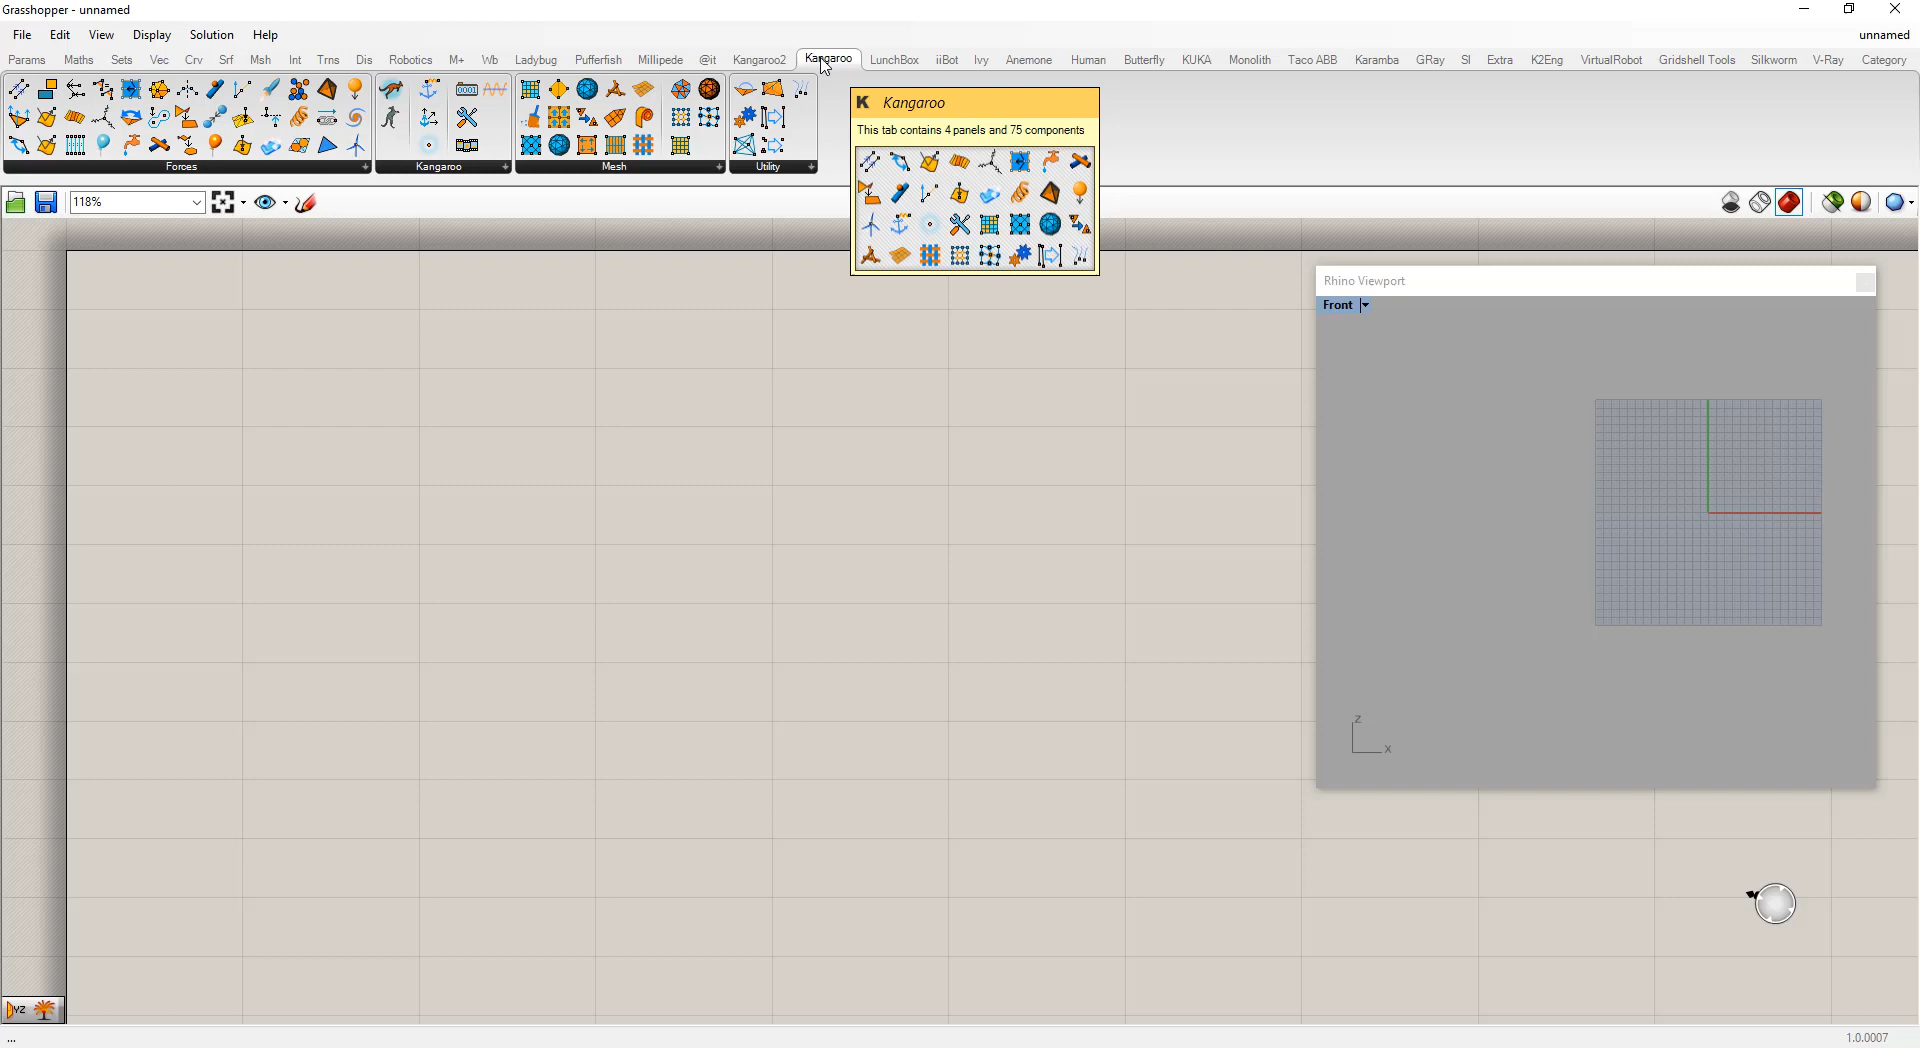 Grasshopper - unnamed
File Edit View Display Solution Help unnamed
Params Maths Sets Vec Crv Srf Msh Int Trns Dis Robotics M+ Wb Ladybug Pufferfish Millipede @it Kangaroo2 Kangaroo LunchBox iiBot Ivy Anemone Human Butterfly KUKA Monolith Taco ABB Karamba GRay SI Extra K2Eng VirtualRobot Gridshell Tools Silkworm V-Ray Category
Forces Kangaroo Mesh Utility
K Kangaroo
This tab contains 4 panels and 75 components
118%
Rhino Viewport
Front
z
x
YZ
...
1.0.0007